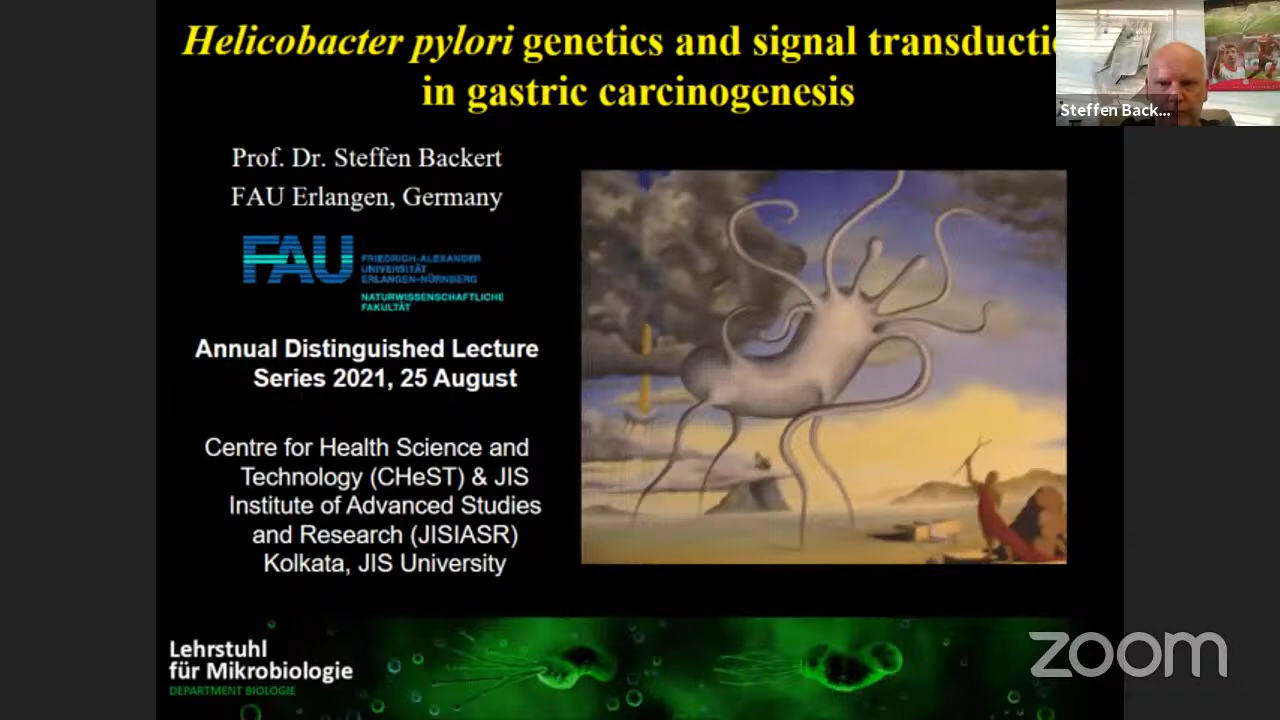 Helicobacter pylori genetics and signal transductio
in gastric carcinogenesis
Steffen Back...
Prof. Dr. Steffen Backert
FAU Erlangen, Germany
FAU
FRIEDRICH-ALEXANDER
UNIVERSITÄT
ERLANGEN-NÜRNBERG
NATURWISSENSCHAFTLICHE
FAKULTÄT
Annual Distinguished Lecture
Series 2021, 25 August
Centre for Health Science and
Technology (CHeST) & JIS
Institute of Advanced Studies
and Research (JISIASR)
Kolkata, JIS University
Lehrstuhl
für Mikrobiologie
DEPARTMENT BIOLOGIE
zoom